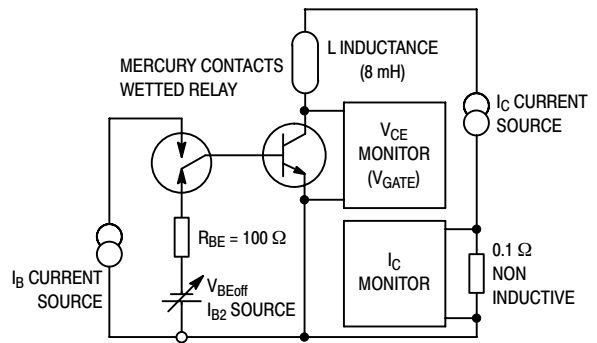 L INDUCTANCE
(8 mH)
MERCURY CONTACTS
WETTED RELAY
I_C CURRENT
SOURCE
V_CE
MONITOR
(V_GATE)
R_BE = 100 Ω
I_C
MONITOR
0.1 Ω
NON
INDUCTIVE
I_B CURRENT
SOURCE
V_BEoff
I_B2 SOURCE